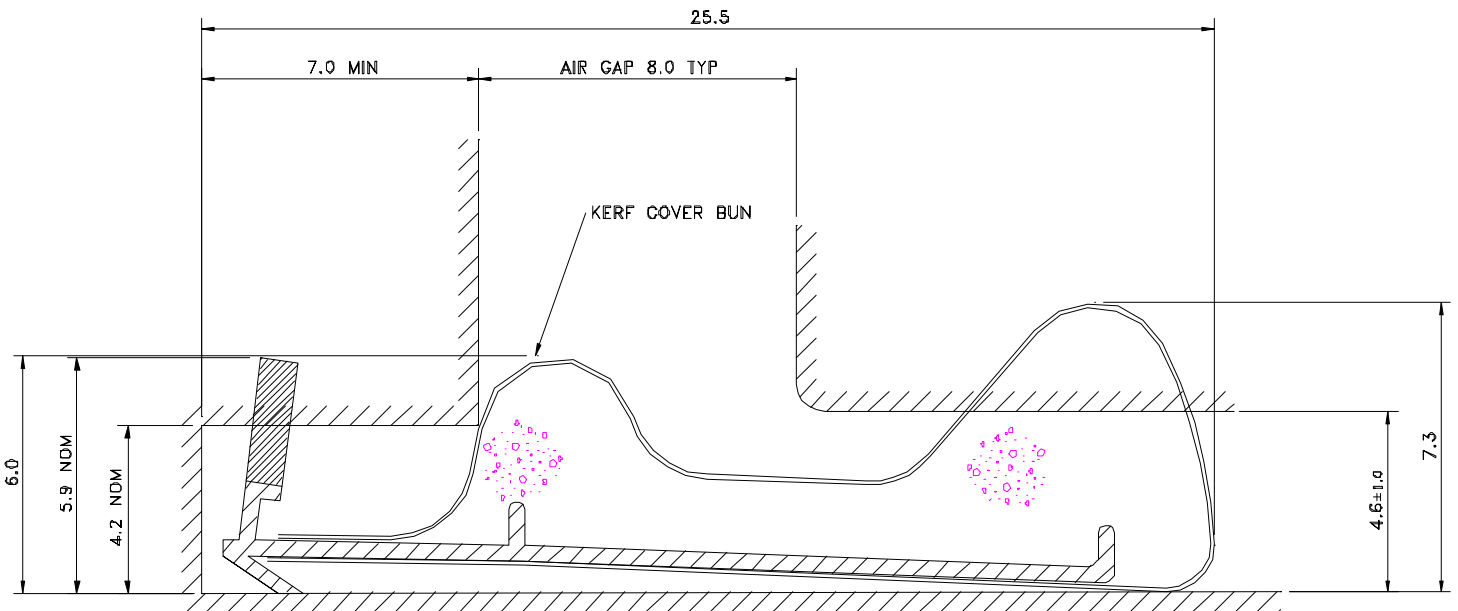 25.5
7.0 MIN
AIR GAP 8.0 TYP
KERF COVER BUN
6.0
5.9 NOM
4.2 NOM
4.6±1.0
7.3